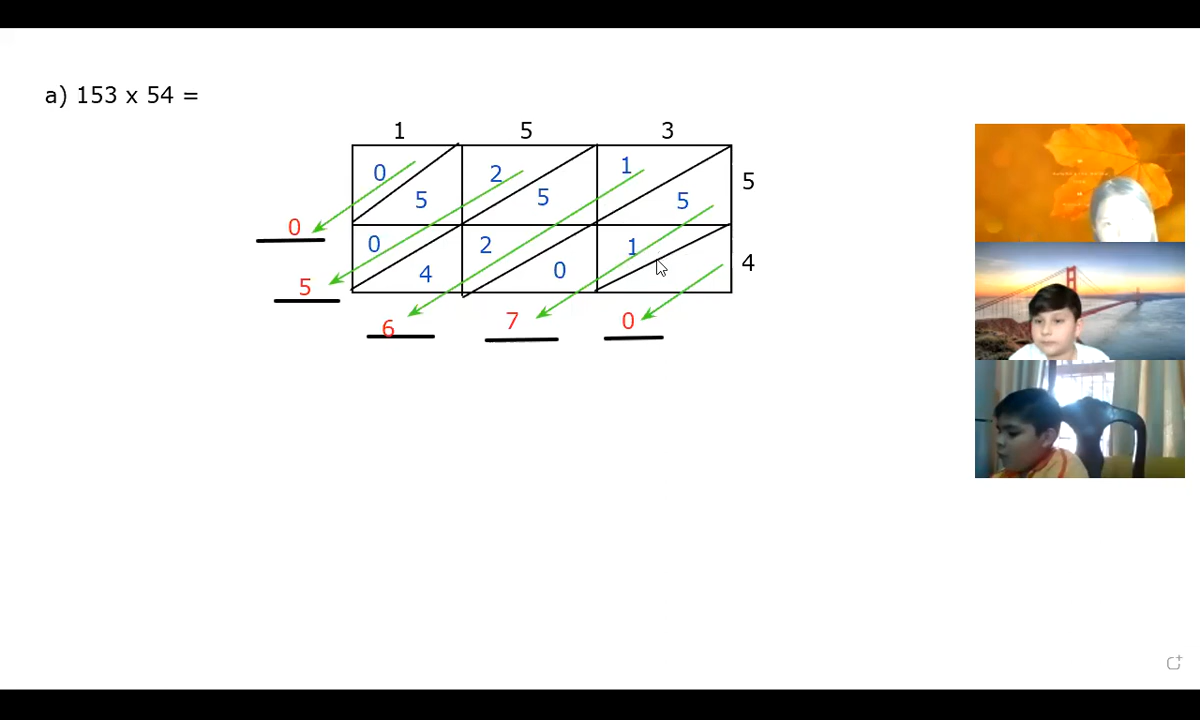 a) 153 x 54 =
1 5 3
0 2 1
5 5 5 5
0
0 2 1
4 0 4
5
6 7 0